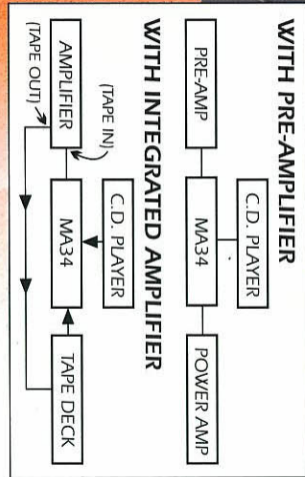 WITH PRE-AMPLIFIER
C.D. PLAYER
PRE-AMP
MA34
POWER AMP
WITH INTEGRATED AMPLIFIER
C.D. PLAYER
(TAPE IN)
AMPLIFIER
MA34
TAPE DECK
(TAPE OUT)